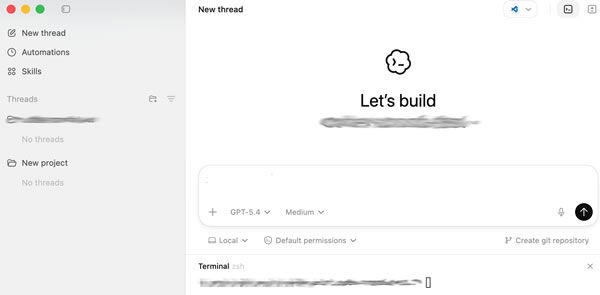 New thread
Automations
Skills
Threads
No threads
New project
No threads
New thread
Let's build
GPT-5.4
Medium
Local
Default permissions
Create git repository
Terminal zsh